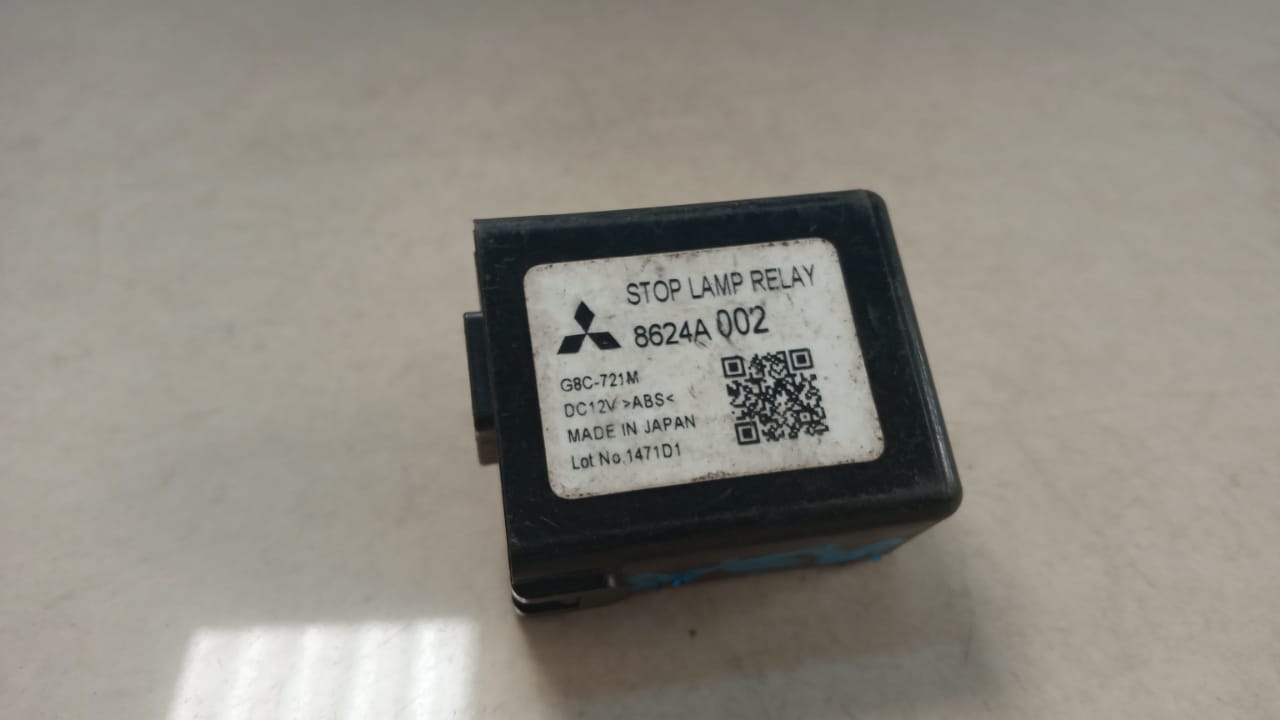 STOP LAMP RELAY
8624A 002
G8C-721M
DC12V >ABS<
MADE IN JAPAN
Lot No.1471D1